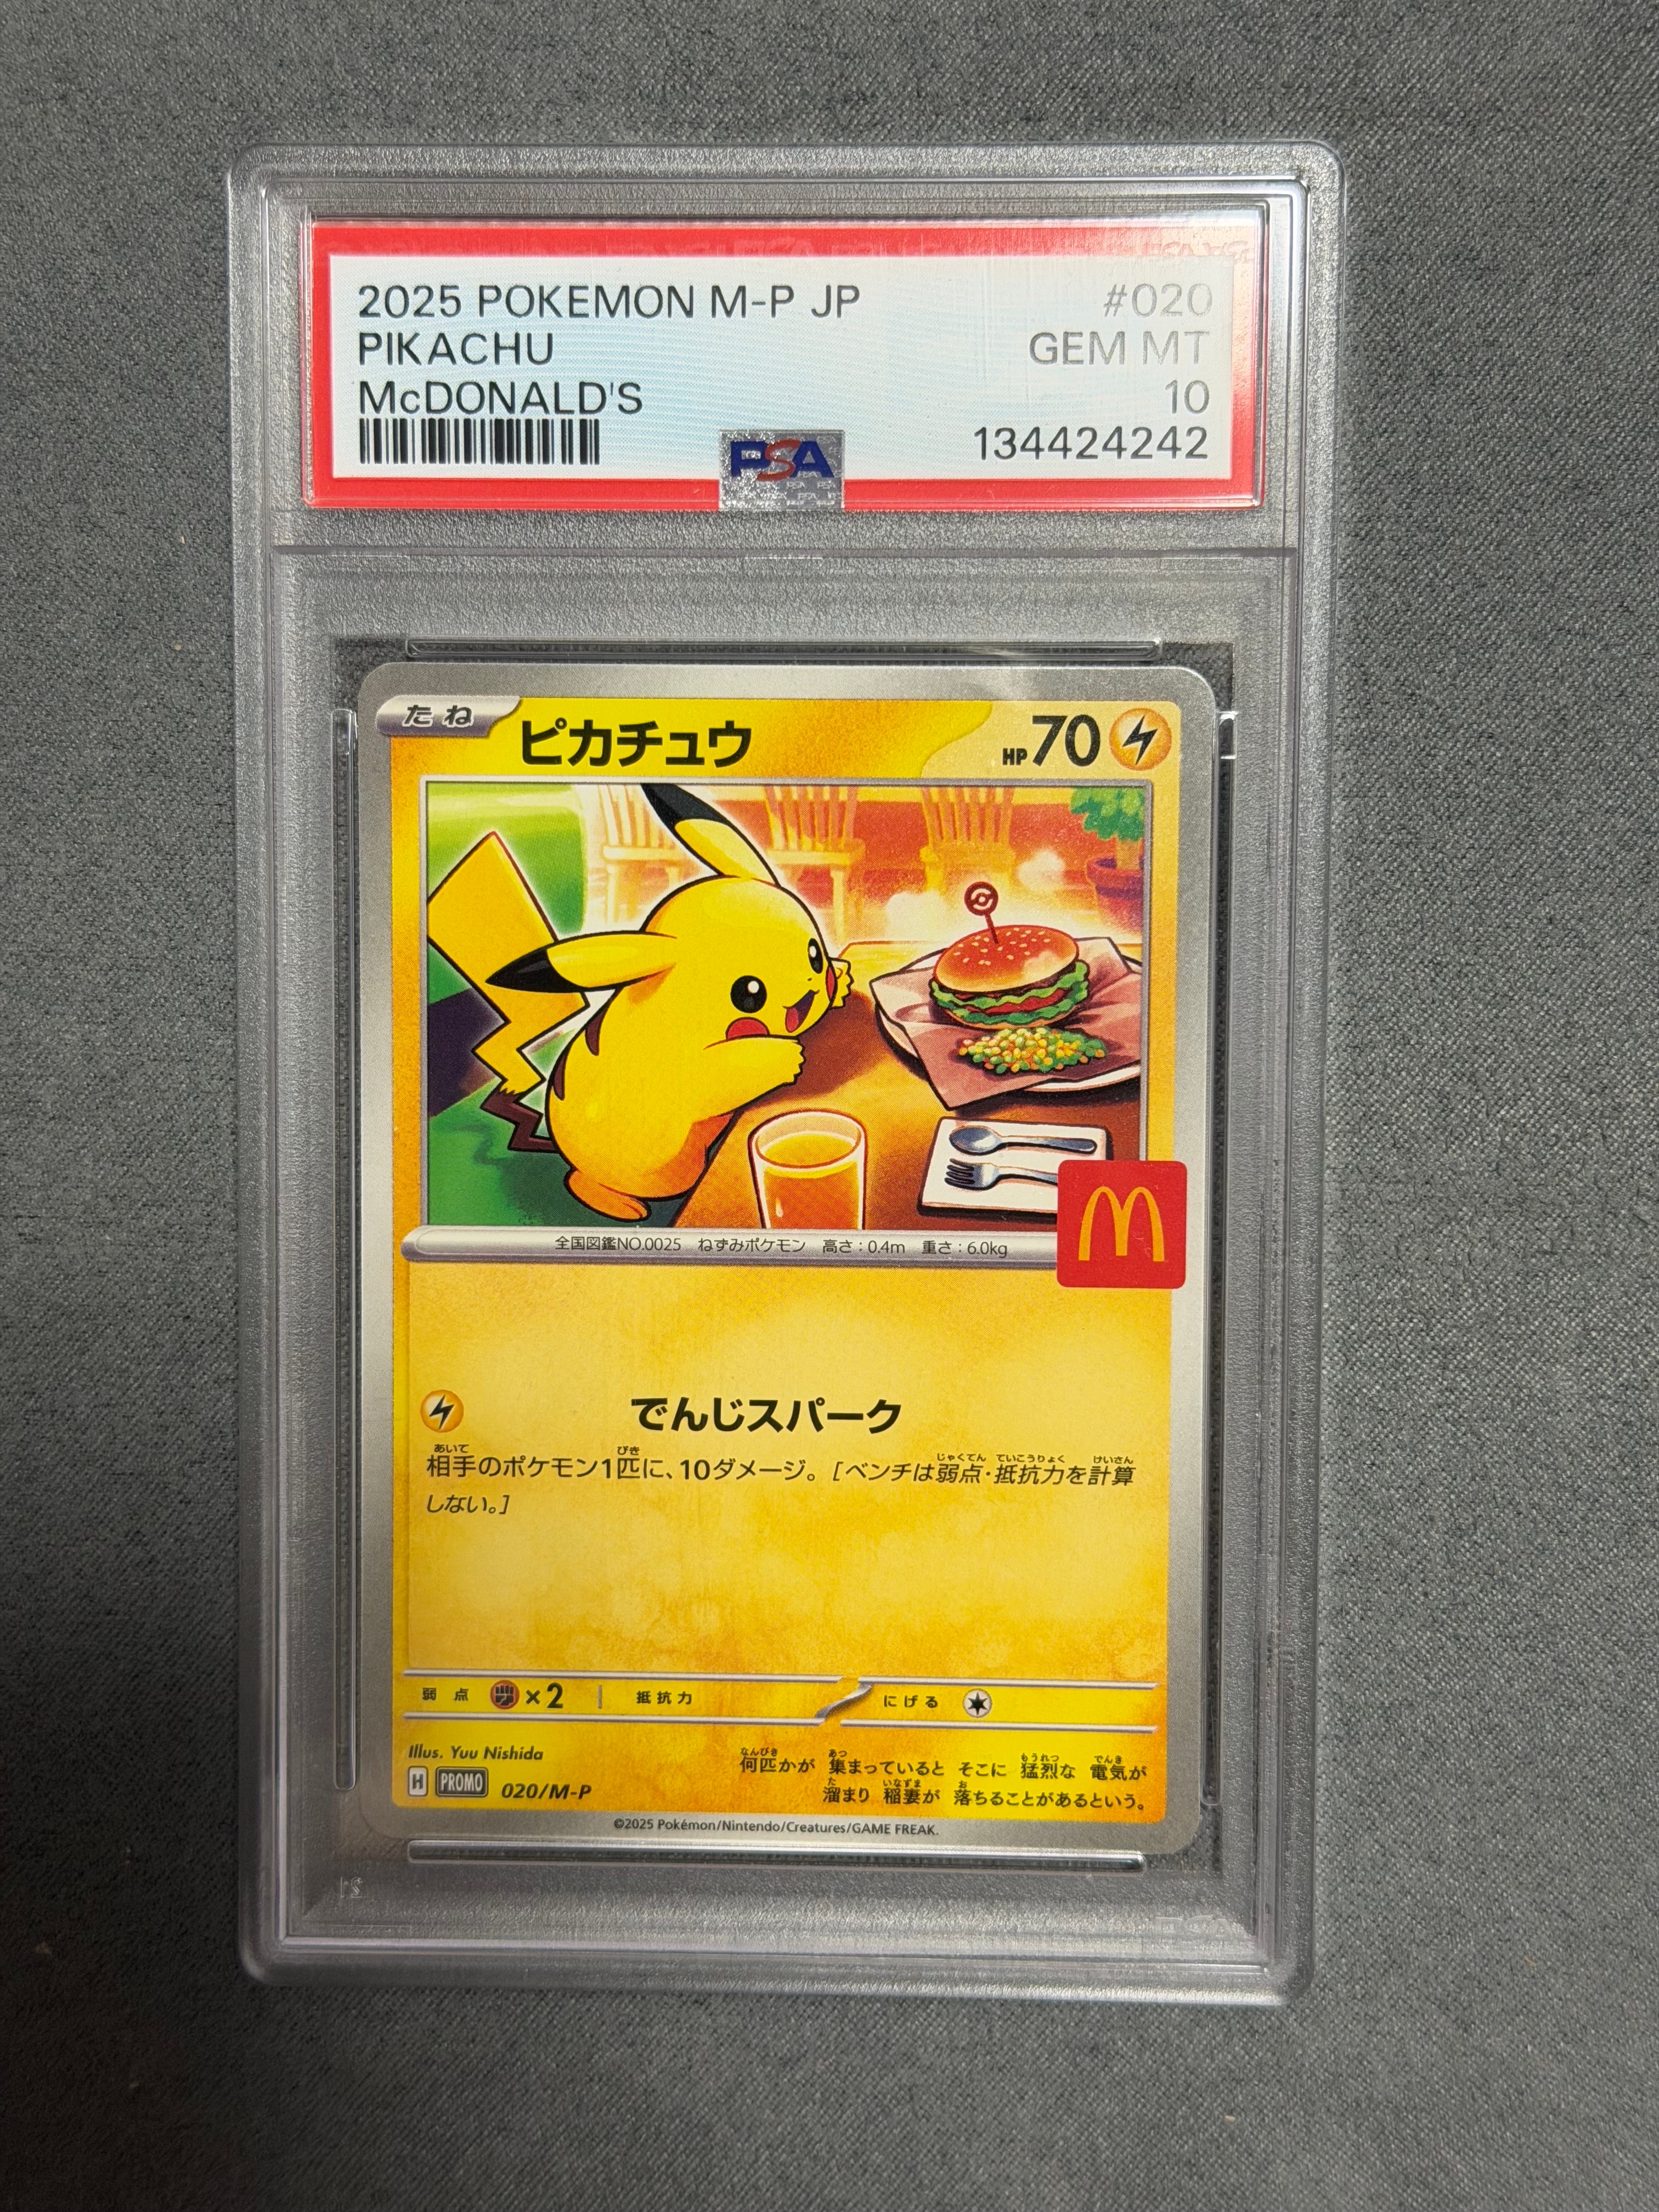 2025 POKEMON M-P JP #020
PIKACHU GEM MT
McDONALD'S 10
134424242
PSA
たね ピカチュウ HP70
全国図鑑NO.0025 ねずみポケモン 高さ：0.4m 重さ：6.0kg
でんじスパーク
相手のポケモン1匹に、10ダメージ。［ベンチは弱点・抵抗力を計算
しない。］
弱点 ×2 抵抗力 にげる
Illus. Yuu Nishida
H PROMO 020/M-P
何匹かが 集まっていると そこに 猛烈な 電気が
溜まり 稲妻が 落ちることがあるという。
©2025 Pokémon/Nintendo/Creatures/GAME FREAK.